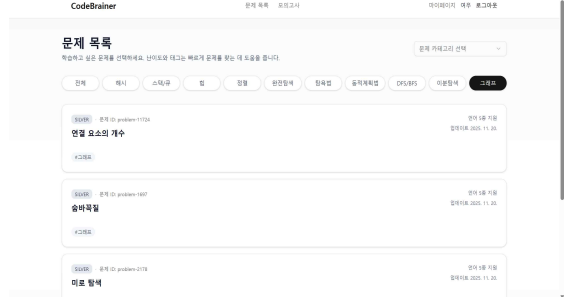 CodeBrainer
문제 목록 모의고사
마이페이지 여우 로그아웃
문제 목록
학습하고 싶은 문제를 선택하세요. 난이도와 태그는 빠르게 문제를 찾는 데 도움을 줍니다.
문제 카테고리 선택
전체 해시 스택/큐 힙 정렬 완전탐색 탐욕법 동적계획법 DFS/BFS 이분탐색 그래프
SILVER · 문제 ID: problem-11724
언어 5종 지원
업데이트 2025. 11. 20.
연결 요소의 개수
#그래프
SILVER · 문제 ID: problem-1697
언어 5종 지원
업데이트 2025. 11. 20.
숨바꼭질
#그래프
SILVER · 문제 ID: problem-2178
언어 5종 지원
업데이트 2025. 11. 20.
미로 탐색